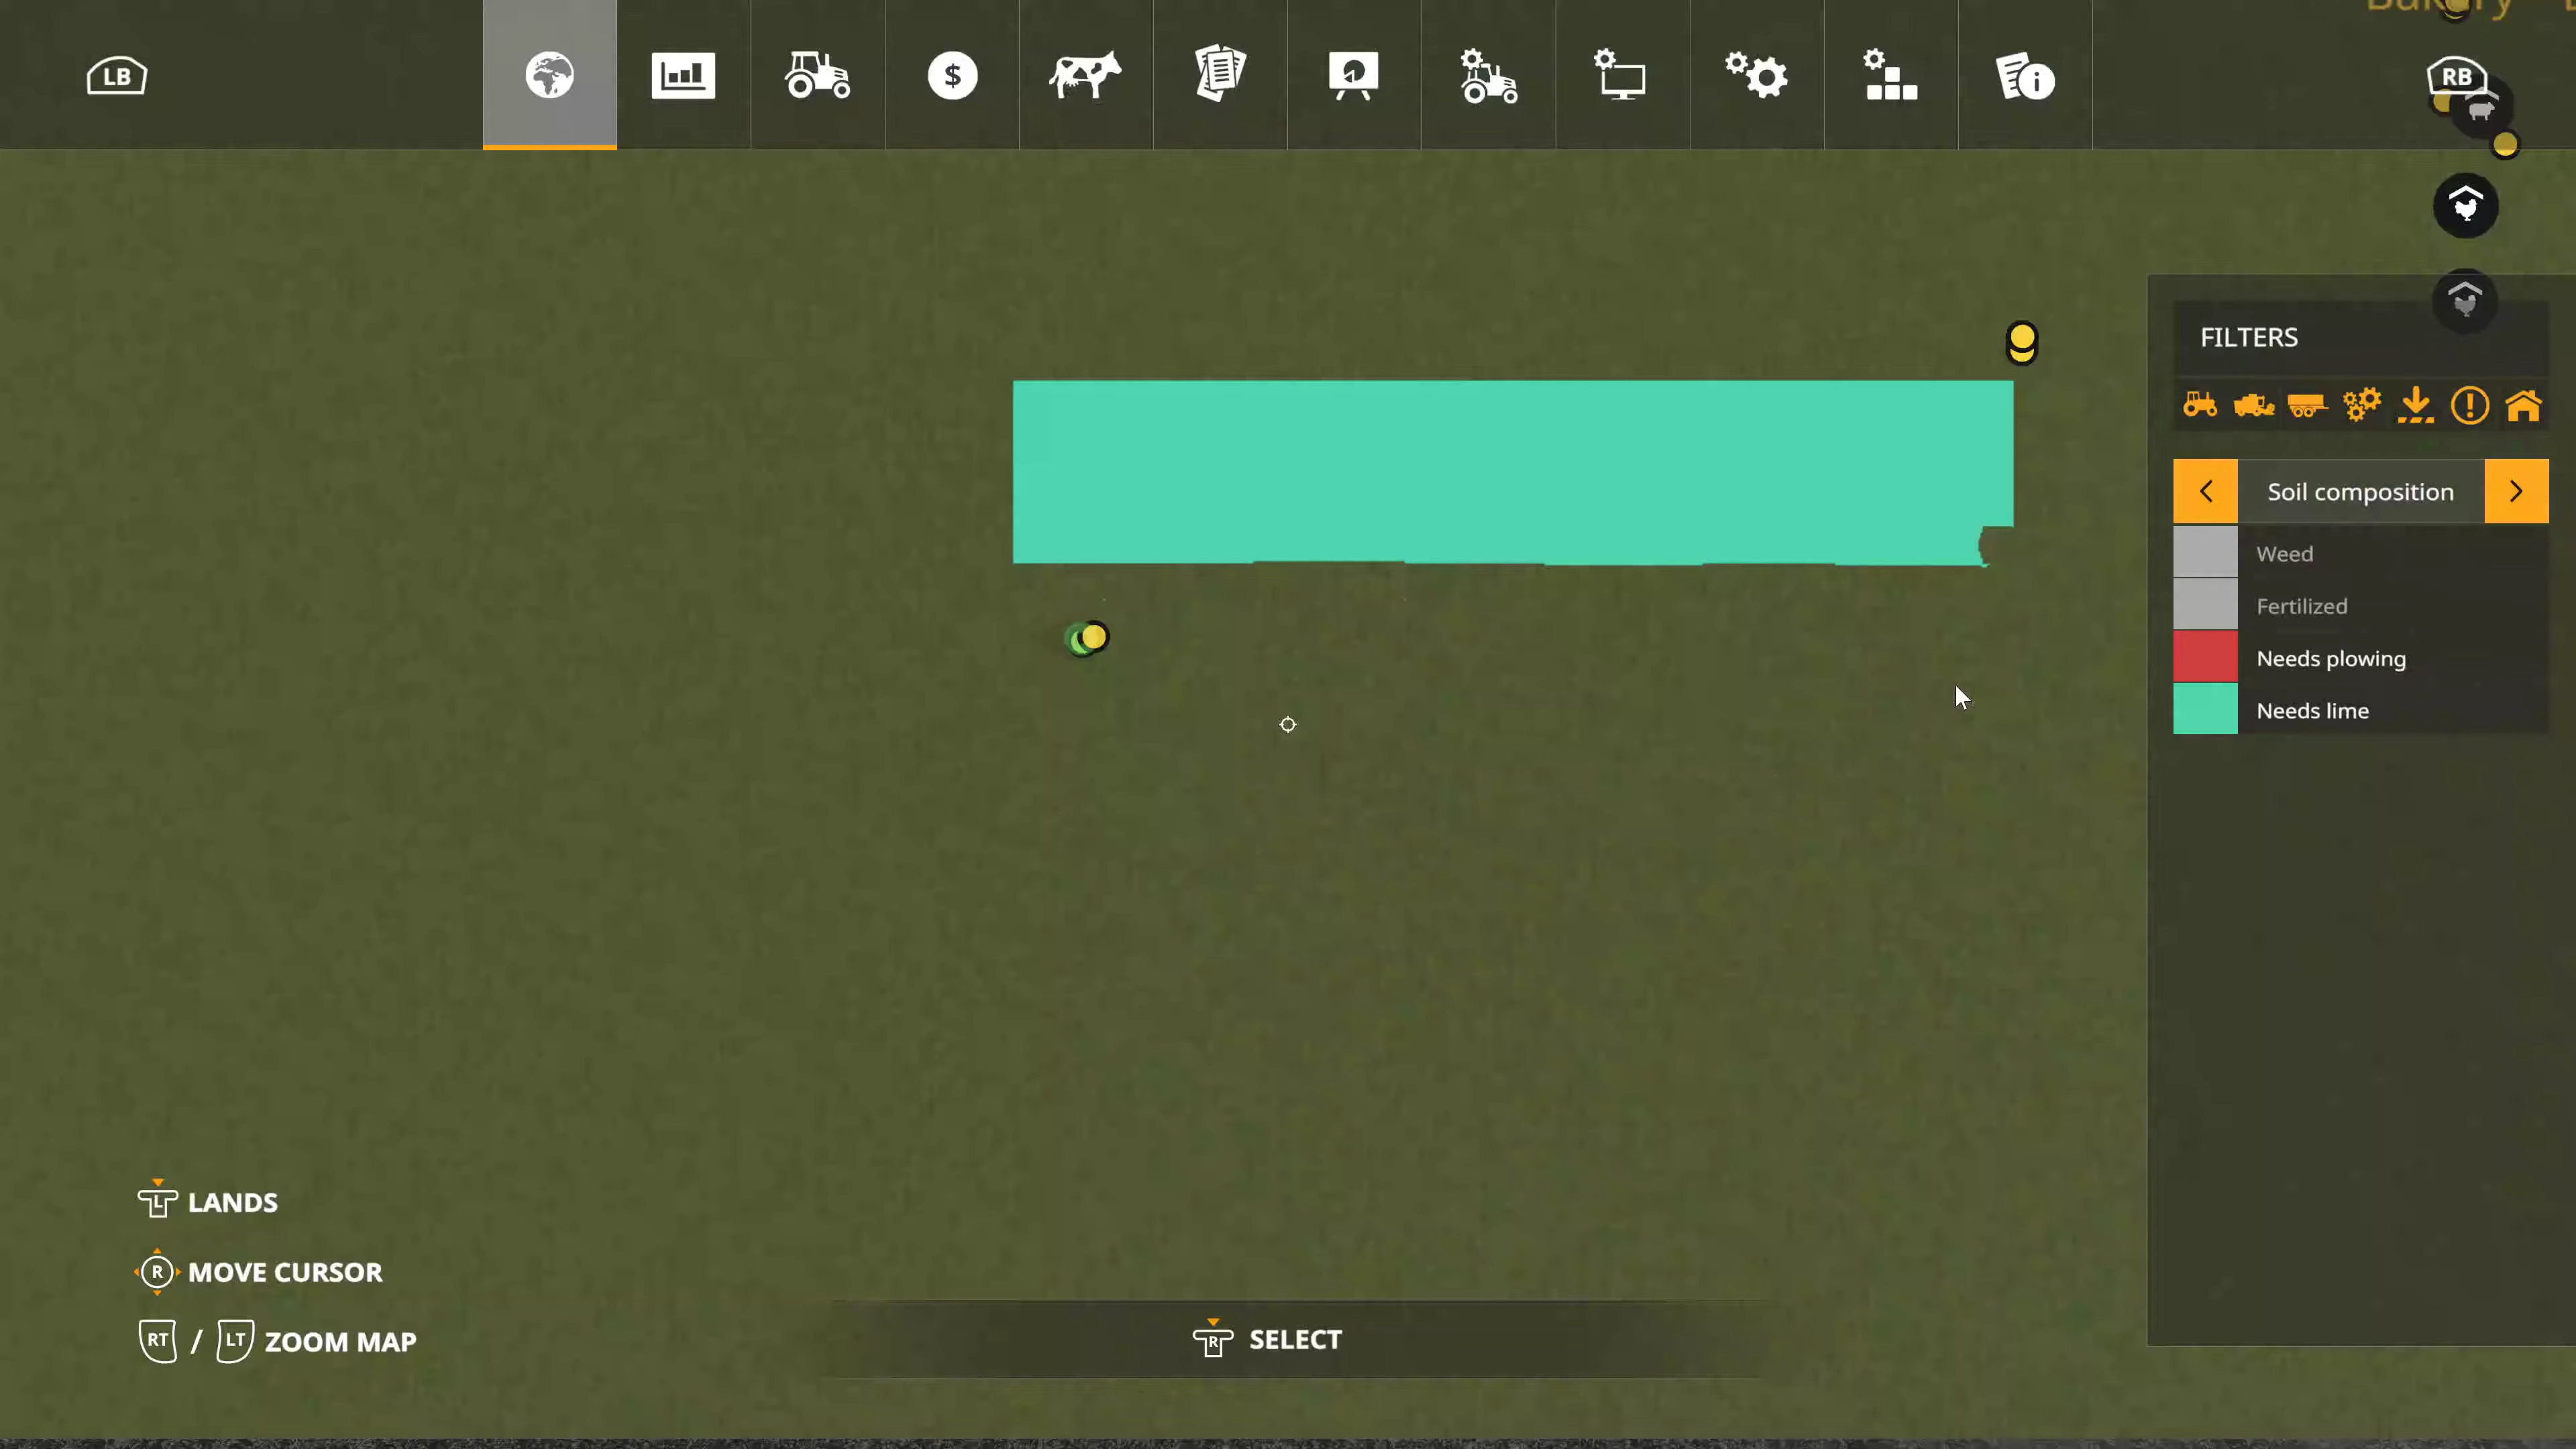 LB
$
RB
FILTERS
Soil composition
Weed
Fertilized
Needs plowing
Needs lime
L LANDS
R MOVE CURSOR
RT / LT ZOOM MAP
R SELECT